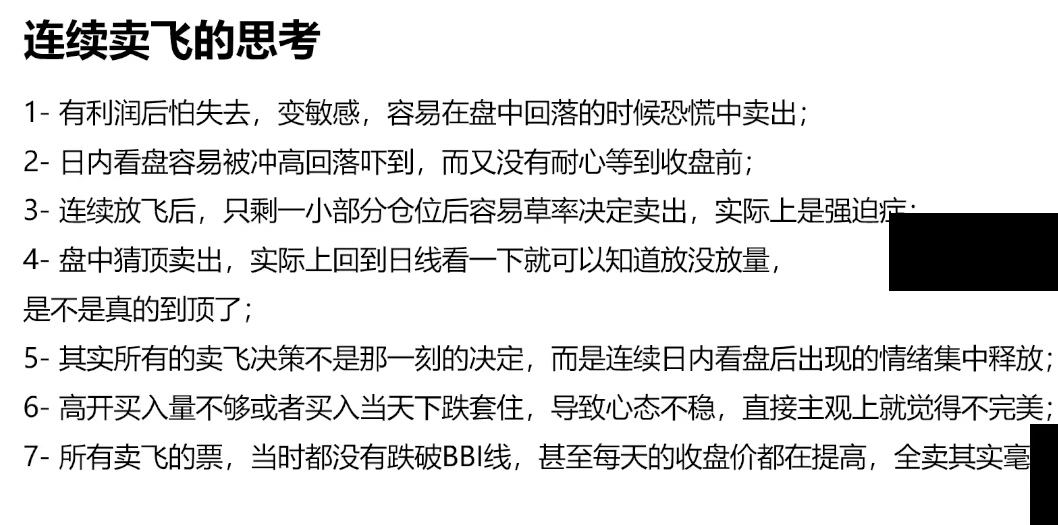 连续卖飞的思考
1- 有利润后怕失去，变敏感，容易在盘中回落的时候恐慌中卖出；
2- 日内看盘容易被冲高回落吓到，而又没有耐心等到收盘前；
3- 连续放飞后，只剩一小部分仓位后容易草率决定卖出，实际上是强迫症；
4- 盘中猜顶卖出，实际上回到日线看一下就可以知道放没放量，
是不是真的到顶了；
5- 其实所有的卖飞决策不是那一刻的决定，而是连续日内看盘后出现的情绪集中释放；
6- 高开买入量不够或者买入当天下跌套住，导致心态不稳，直接主观上就觉得不完美；
7- 所有卖飞的票，当时都没有跌破BBI线，甚至每天的收盘价都在提高，全卖其实毫